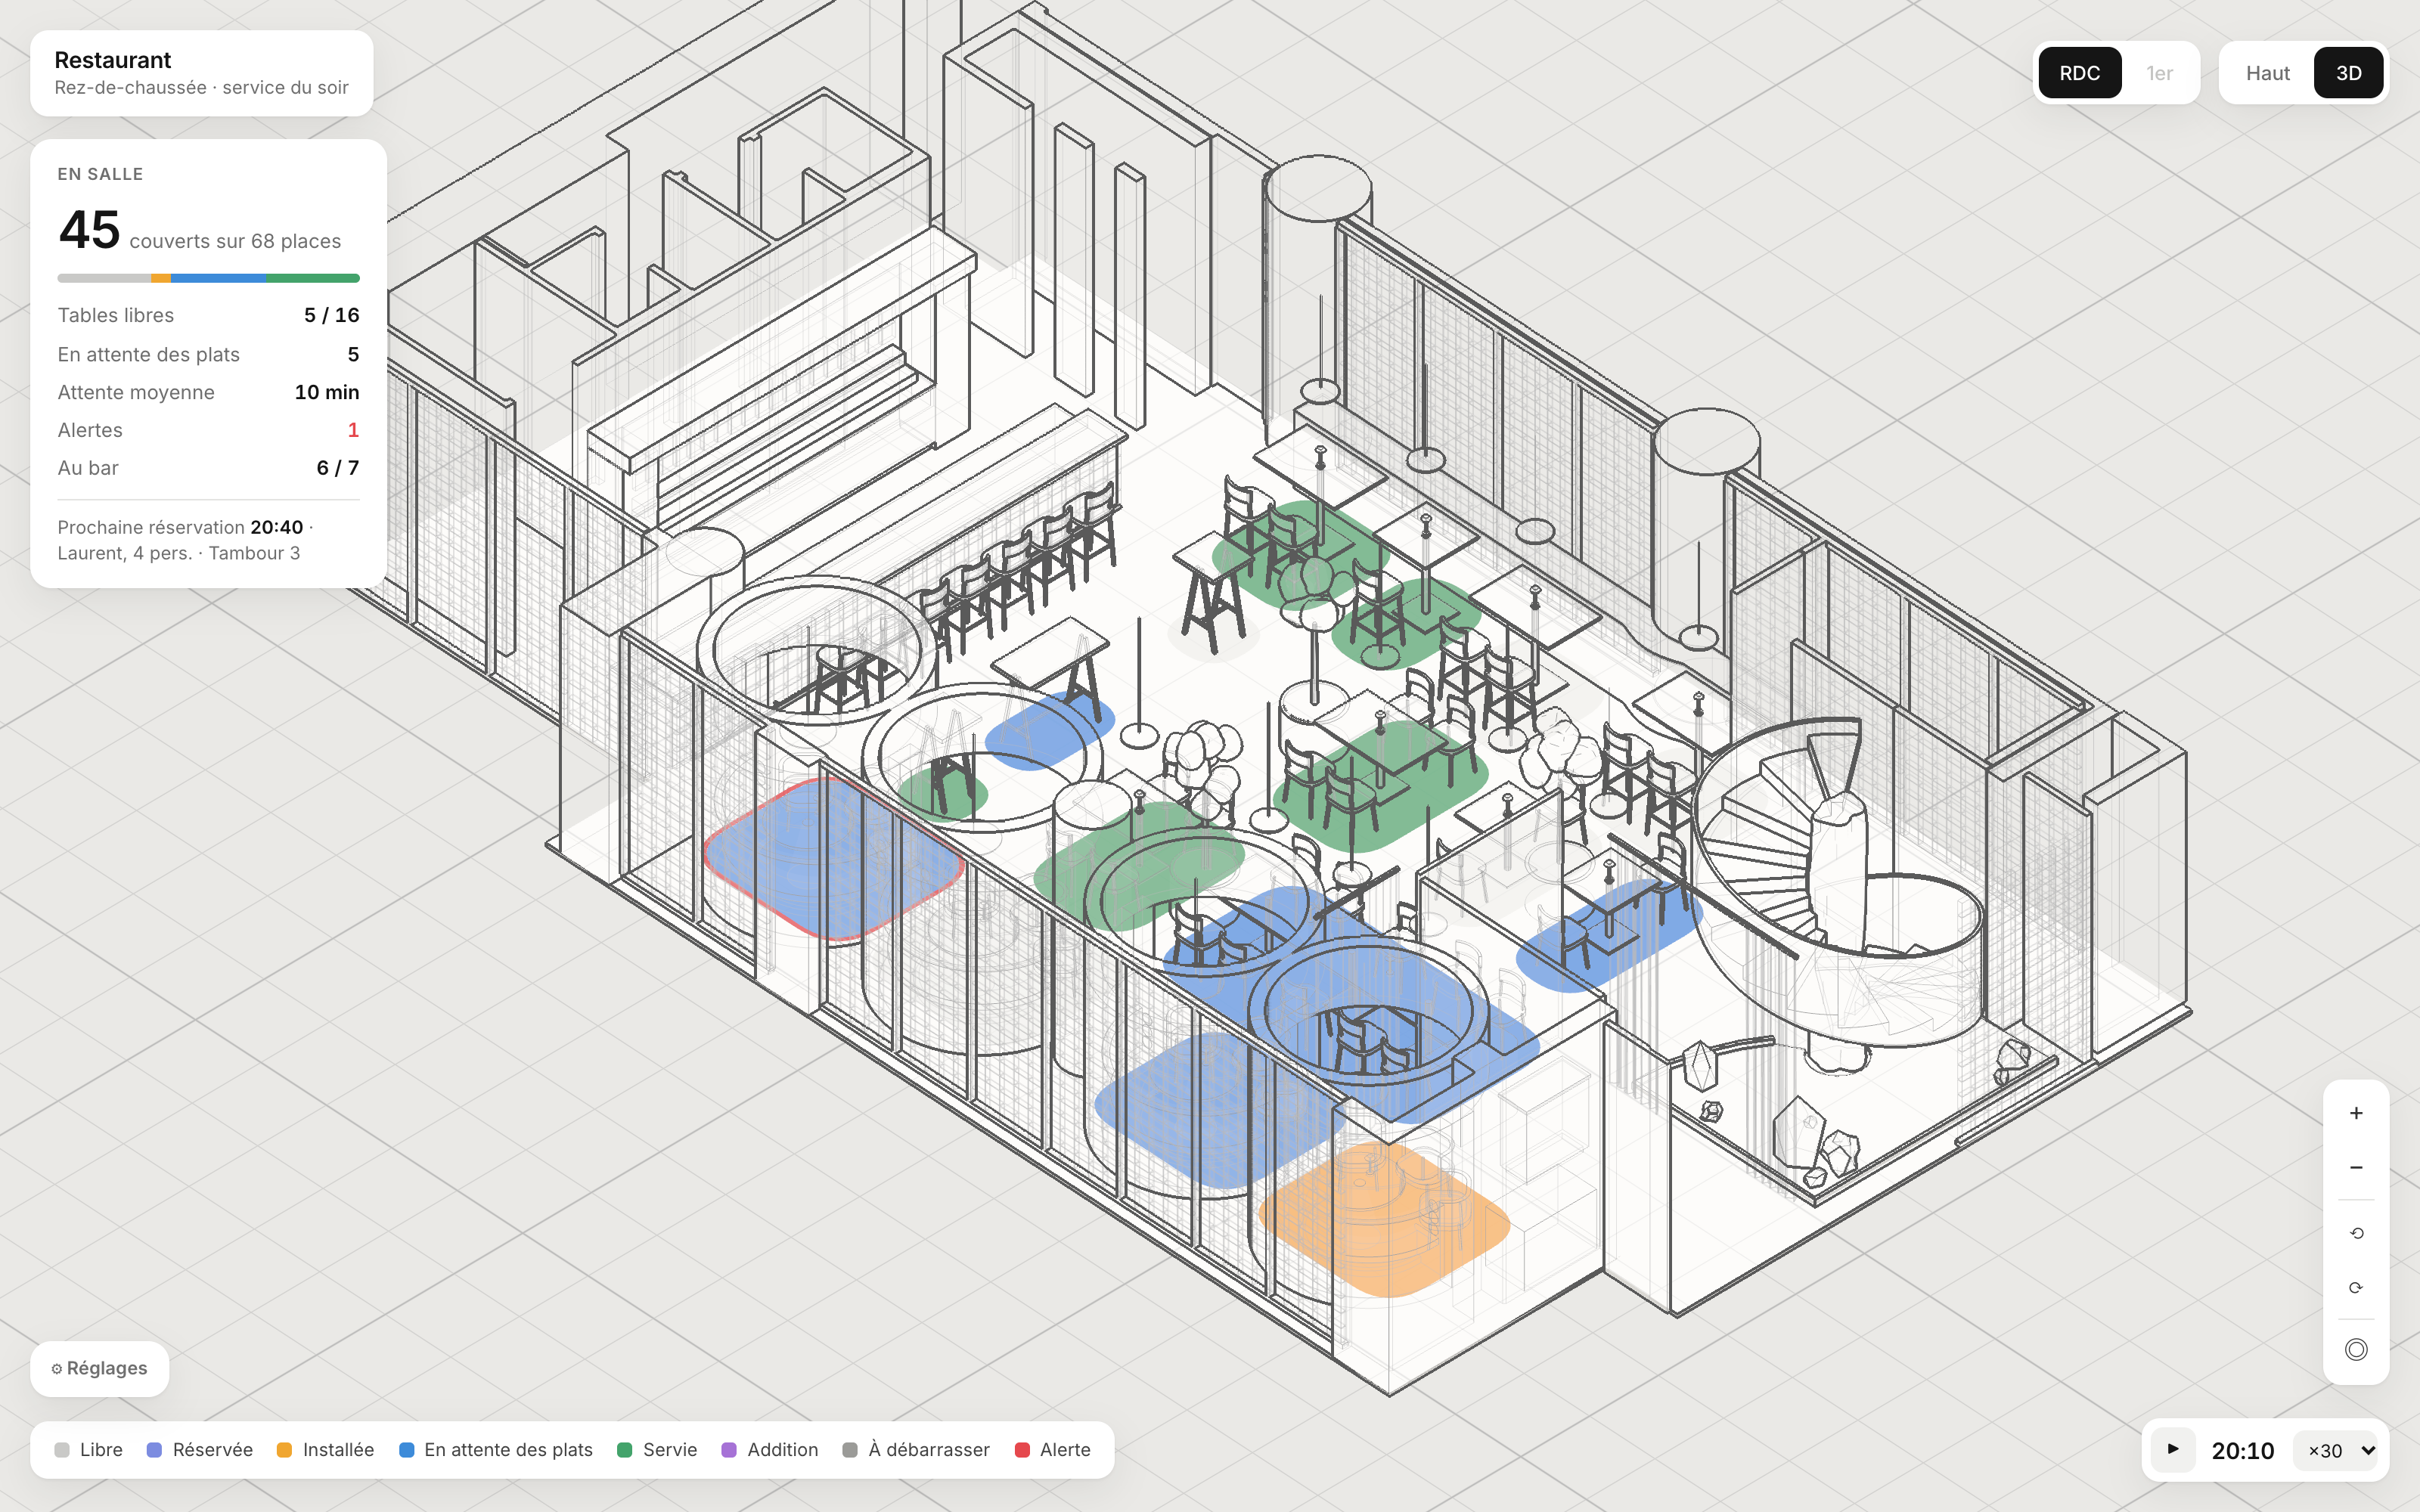 Restaurant
Rez-de-chaussée · service du soir
RDC 1er
Haut 3D
EN SALLE
45 couverts sur 68 places
Tables libres 5 / 16
En attente des plats 5
Attente moyenne 10 min
Alertes 1
Au bar 6 / 7
Prochaine réservation 20:40 ·
Laurent, 4 pers. · Tambour 3
+
−
Réglages
Libre Réservée Installée En attente des plats Servie Addition À débarrasser Alerte
20:10 ×30